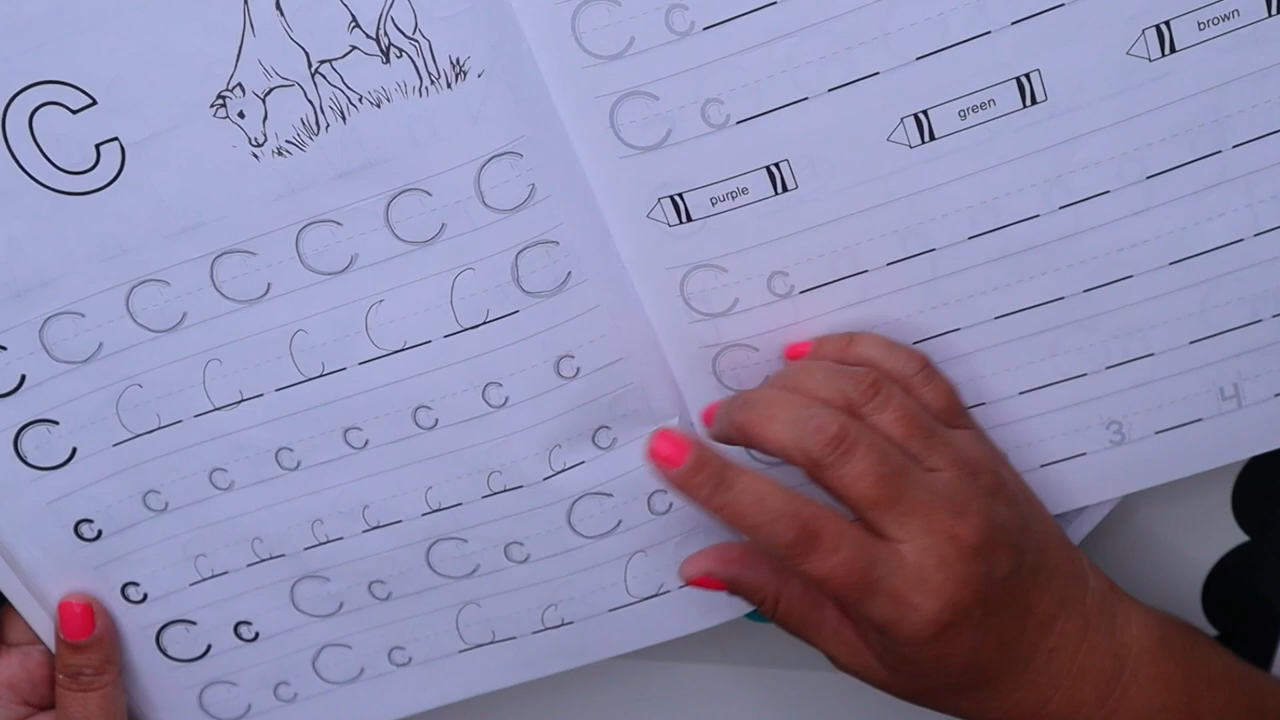 C
C C C C C C C
C C C C C C C
c c c c c c c c
c c c c c c c c c
C c C c C c C c
C c C c C c C
C c
C c
brown
green
purple
C c
C
3 4